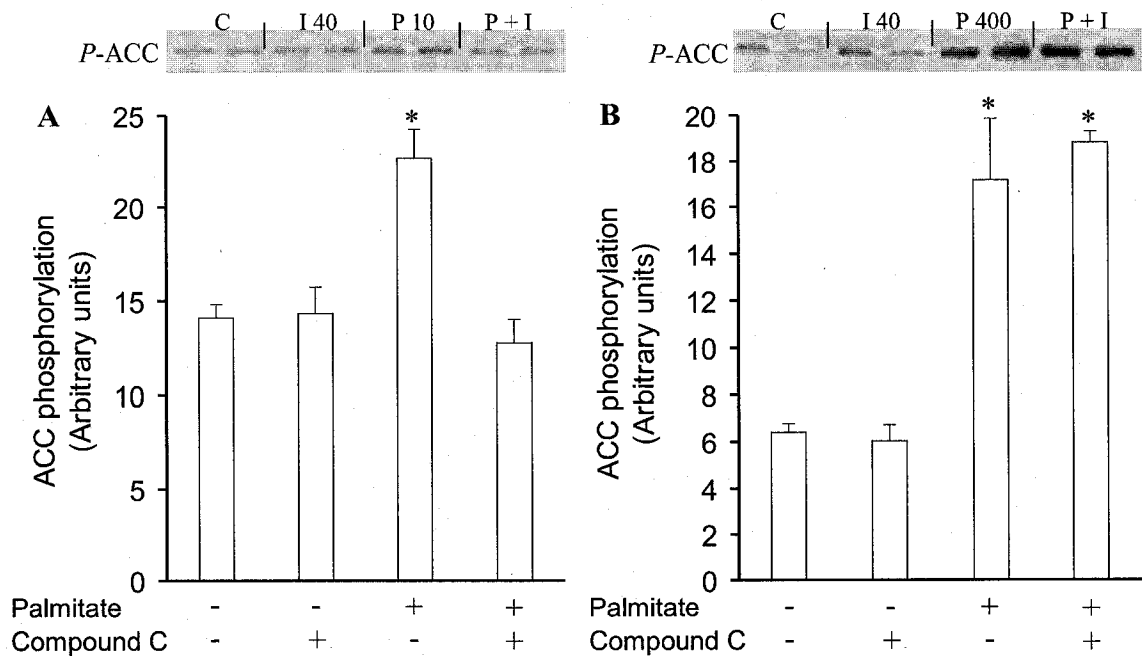 C I 40 P 10 P + I
P-ACC
A
ACC phosphorylation
(Arbitrary units)
25
20
15
10
5
0
*
Palmitate - - + +
Compound C - + - +
C I 40 P 400 P + I
P-ACC
B
ACC phosphorylation
(Arbitrary units)
20
18
16
14
12
10
8
6
4
2
0
* *
Palmitate - - + +
Compound C - + - +